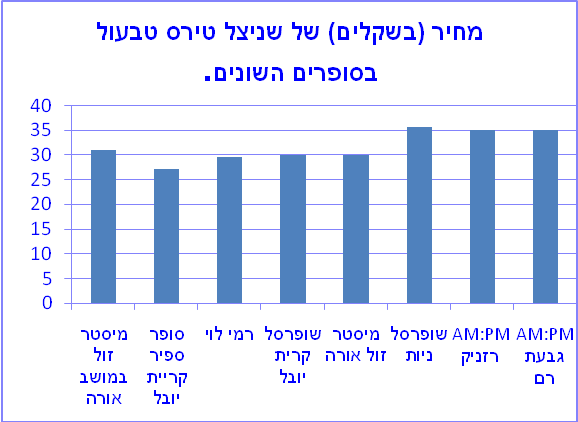 מחיר (בשקלים) של שניצל טירס טבעול
בסופרים השונים.
40
35
30
25
20
15
10
5
0
מיסטר
זול
במושב
אורה
סופר
ספיר
קריית
יובל
רמי לוי
שופרסל
קרית
יובל
מיסטר
זול אורה
שופרסל
ניות
AM:PM
רזניק
AM:PM
גבעת
רם